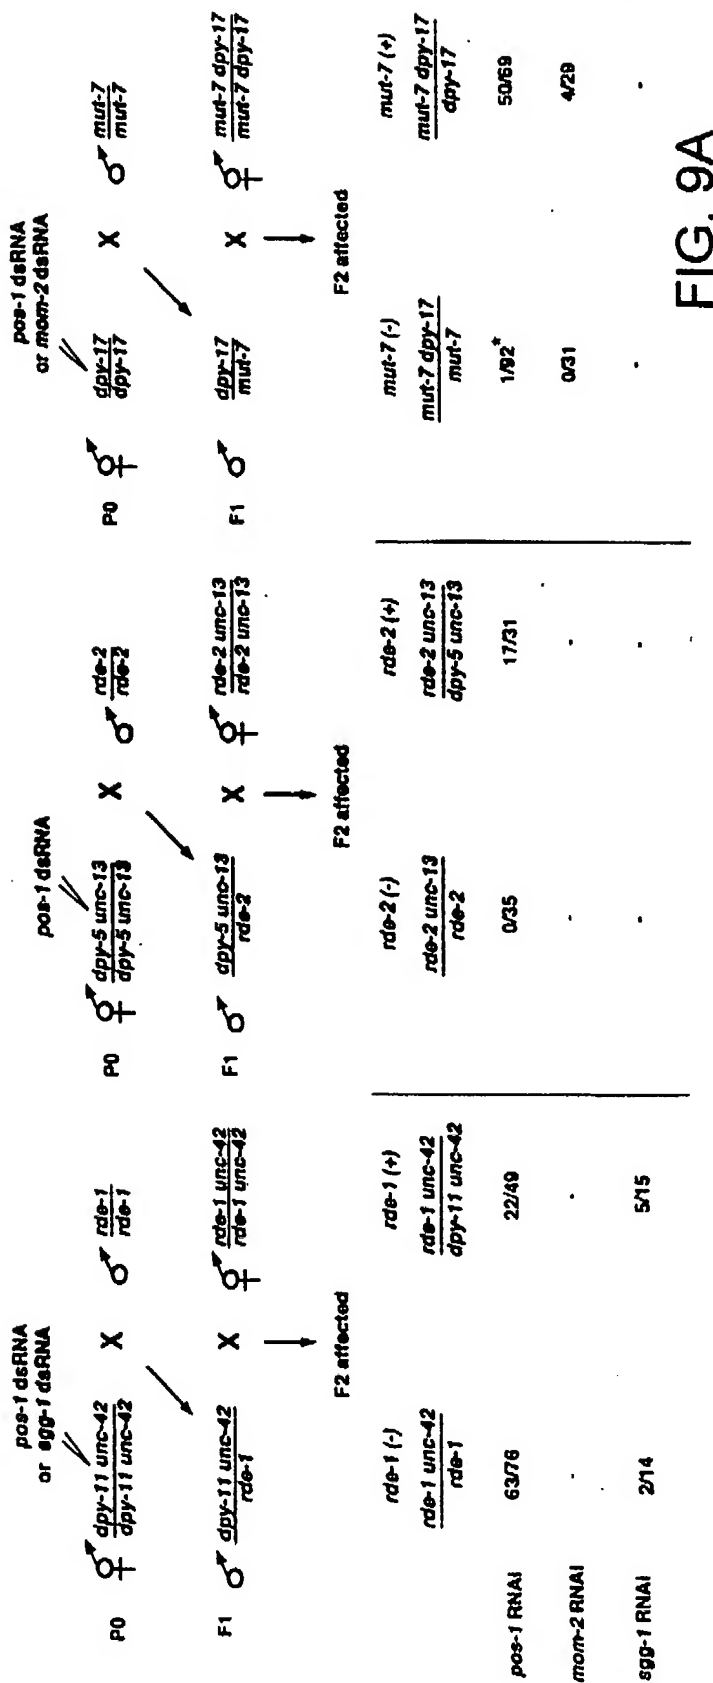 pos-1 dsRNA
or sgg-1 dsRNA
P0 dpy-11 unc-42 X rde-1
dpy-11 unc-42 rde-1
F1 dpy-11 unc-42 X rde-1 unc-42
rde-1 rde-1 unc-42
F2 affected
rde-1 (-) rde-1 (+)
rde-1 unc-42 rde-1 unc-42
rde-1 dpy-11 unc-42
pos-1 RNAi 63/76 22/49
mom-2 RNAi - -
sgg-1 RNAi 2/14 5/15
pos-1 dsRNA
P0 dpy-5 unc-13 X rde-2
dpy-5 unc-13 rde-2
F1 dpy-5 unc-13 X rde-2 unc-13
rde-2 rde-2 unc-13
F2 affected
rde-2 (-) rde-2 (+)
rde-2 unc-13 rde-2 unc-13
rde-2 dpy-5 unc-13
0/35 17/31
- -
- -
pos-1 dsRNA
or mom-2 dsRNA
P0 dpy-17 X mut-7
dpy-17 mut-7
F1 dpy-17 X mut-7 dpy-17
mut-7 mut-7 dpy-17
F2 affected
mut-7 (-) mut-7 (+)
mut-7 dpy-17 mut-7 dpy-17
mut-7 dpy-17
1/92* 50/69
0/31 4/29
- -
FIG. 9A